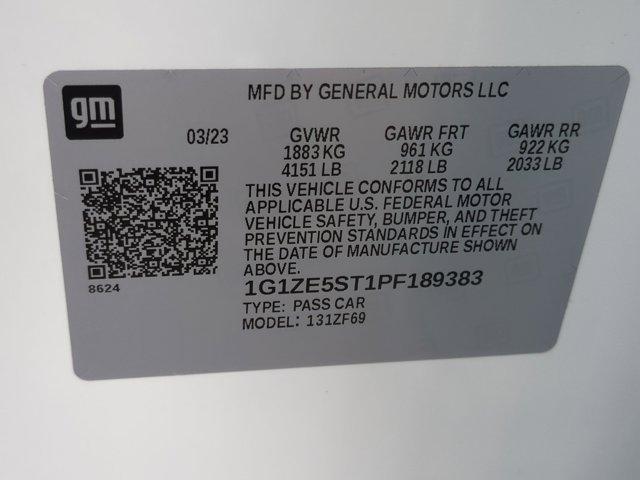 gm
MFD BY GENERAL MOTORS LLC
03/23 GVWR GAWR FRT GAWR RR
1883 KG 961 KG 922 KG
4151 LB 2118 LB 2033 LB
THIS VEHICLE CONFORMS TO ALL
APPLICABLE U.S. FEDERAL MOTOR
VEHICLE SAFETY, BUMPER, AND THEFT
PREVENTION STANDARDS IN EFFECT ON
THE DATE OF MANUFACTURE SHOWN
ABOVE.
8624
1G1ZE5ST1PF189383
TYPE: PASS CAR
MODEL: 131ZF69